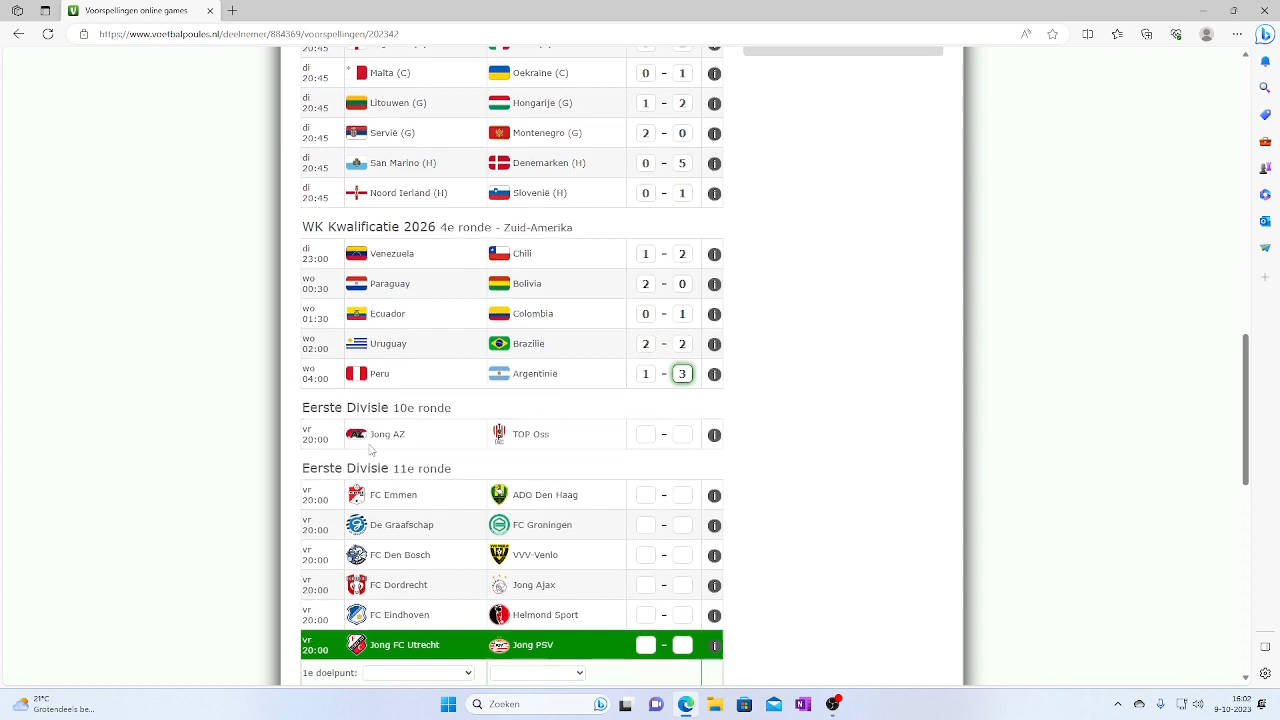 Voorspellingen online games
https://www.voetbalpoules.nl/deelnemer/884369/voorspellingen/202342
20:45
di 20:45 Malta (C) Oekraïne (C) 0 - 1
di 20:45 Litouwen (G) Hongarije (G) 1 - 2
di 20:45 Servië (G) Montenegro (G) 2 - 0
di 20:45 San Marino (H) Denemarken (H) 0 - 5
di 20:45 Noord Ierland (H) Slovenië (H) 0 - 1
WK Kwalificatie 2026 4e ronde - Zuid-Amerika
di 23:00 Venezuela Chili 1 - 2
wo 00:30 Paraguay Bolivia 2 - 0
wo 01:30 Ecuador Colombia 0 - 1
wo 02:00 Uruguay Brazilië 2 - 2
wo 04:00 Peru Argentinië 1 - 3
Eerste Divisie 10e ronde
vr 20:00 Jong AZ TOP Oss -
Eerste Divisie 11e ronde
vr 20:00 FC Emmen ADO Den Haag -
vr 20:00 De Graafschap FC Groningen -
vr 20:00 FC Den Bosch VVV-Venlo -
vr 20:00 FC Dordrecht Jong Ajax -
vr 20:00 FC Eindhoven Helmond Sport -
vr 20:00 Jong FC Utrecht Jong PSV -
1e doelpunt:
21°C
Grotendeels be...
Zoeken
16:02
9-10-2023